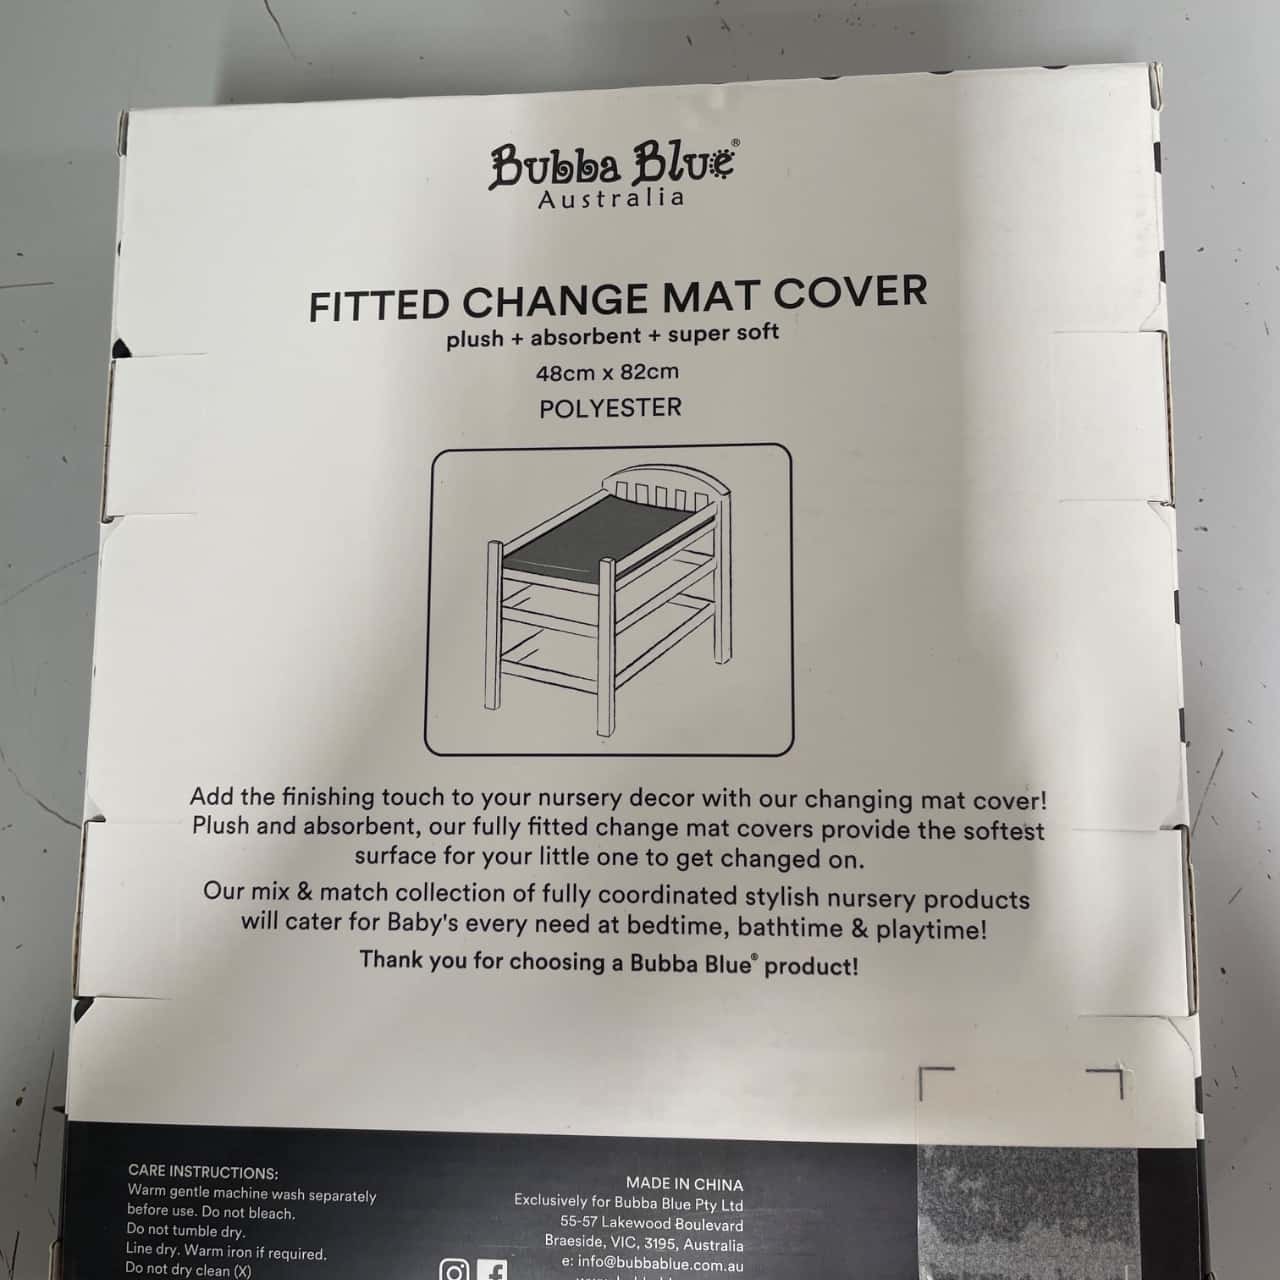 Bubba Blue®
Australia
FITTED CHANGE MAT COVER
plush + absorbent + super soft
48cm x 82cm
POLYESTER
Add the finishing touch to your nursery decor with our changing mat cover!
Plush and absorbent, our fully fitted change mat covers provide the softest
surface for your little one to get changed on.
Our mix & match collection of fully coordinated stylish nursery products
will cater for Baby's every need at bedtime, bathtime & playtime!
Thank you for choosing a Bubba Blue® product!
CARE INSTRUCTIONS:
Warm gentle machine wash separately
before use. Do not bleach.
Do not tumble dry.
Line dry. Warm iron if required.
Do not dry clean (X)
MADE IN CHINA
Exclusively for Bubba Blue Pty Ltd
55-57 Lakewood Boulevard
Braeside, VIC, 3195, Australia
e: info@bubbablue.com.au